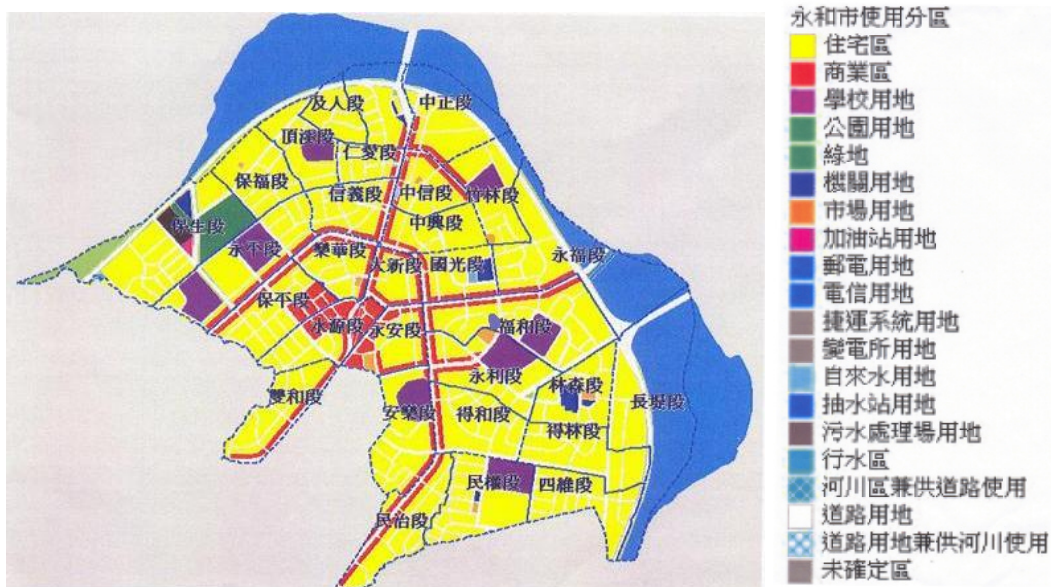 永和市使用分區
住宅區
商業區
學校用地
公園用地
綠地
機關用地
市場用地
加油站用地
郵電用地
電信用地
捷運系統用地
變電所用地
自來水用地
抽水站用地
污水處理場用地
行水區
河川區兼供道路使用
道路用地
道路用地兼供河川使用
未確定區
及人段
中正段
頂溪段
仁愛段
保福段
信義段
中信段
竹林段
保生段
中興段
永平段
樂華段
大新段
國光段
永福段
保平段
永源段
永安段
福和段
永利段
林森段
雙和段
安樂段
得和段
長堤段
得林段
民權段
四維段
民治段